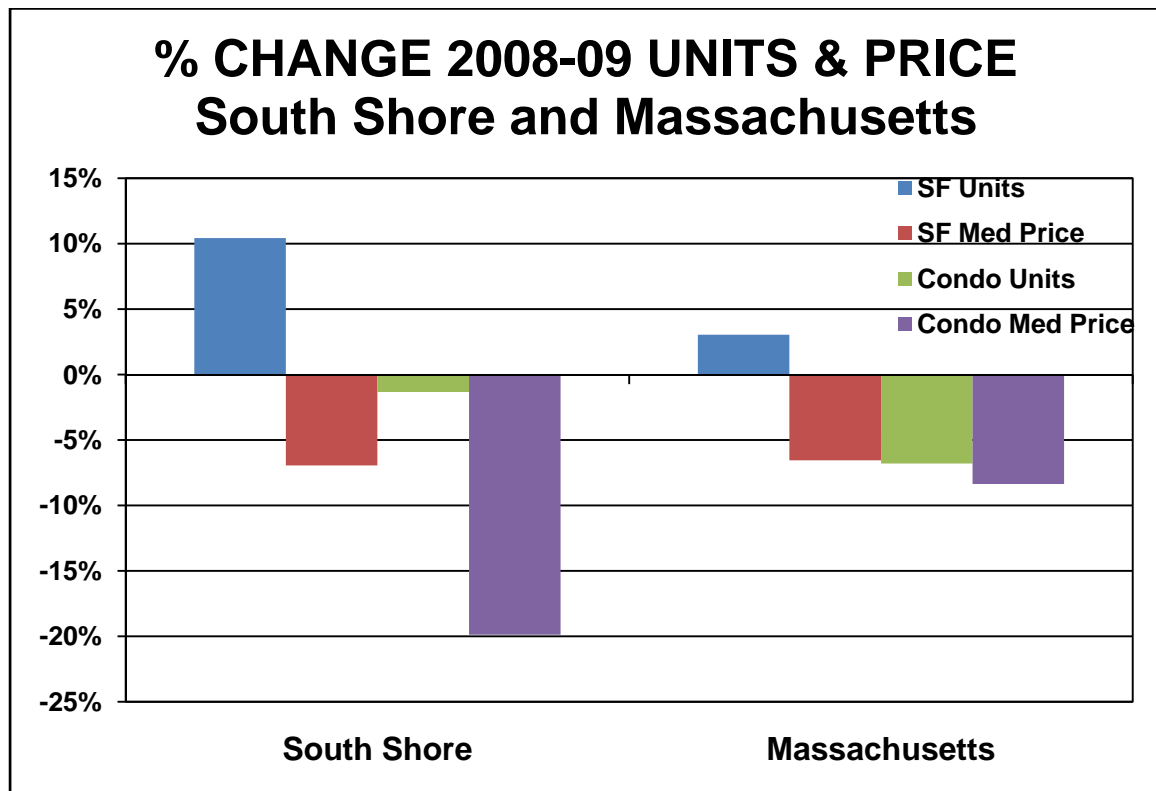 % CHANGE 2008-09 UNITS & PRICE
South Shore and Massachusetts
15%
10%
5%
0%
-5%
-10%
-15%
-20%
-25%
SF Units
SF Med Price
Condo Units
Condo Med Price
South Shore
Massachusetts